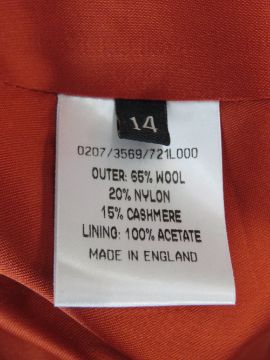 14
0207/3569/721L000
OUTER: 65% WOOL
20% NYLON
15% CASHMERE
LINING: 100% ACETATE
MADE IN ENGLAND